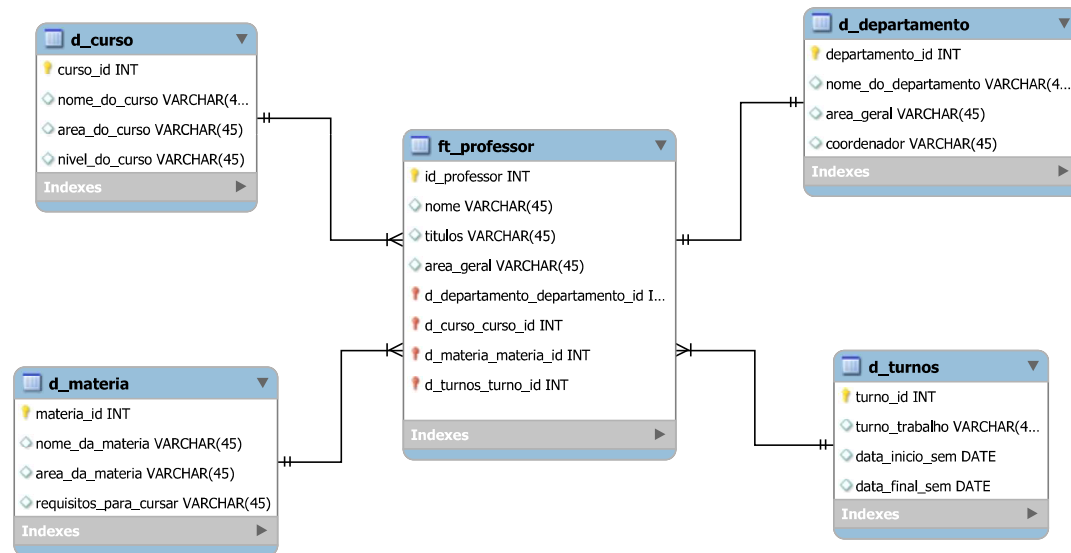 d_curso
curso_id INT
nome_do_curso VARCHAR(4...
area_do_curso VARCHAR(45)
nivel_do_curso VARCHAR(45)
Indexes
d_departamento
departamento_id INT
nome_do_departamento VARCHAR(4...
area_geral VARCHAR(45)
coordenador VARCHAR(45)
Indexes
ft_professor
id_professor INT
nome VARCHAR(45)
titulos VARCHAR(45)
area_geral VARCHAR(45)
d_departamento_departamento_id I...
d_curso_curso_id INT
d_materia_materia_id INT
d_turnos_turno_id INT
Indexes
d_materia
materia_id INT
nome_da_materia VARCHAR(45)
area_da_materia VARCHAR(45)
requisitos_para_cursar VARCHAR(45)
Indexes
d_turnos
turno_id INT
turno_trabalho VARCHAR(4...
data_inicio_sem DATE
data_final_sem DATE
Indexes